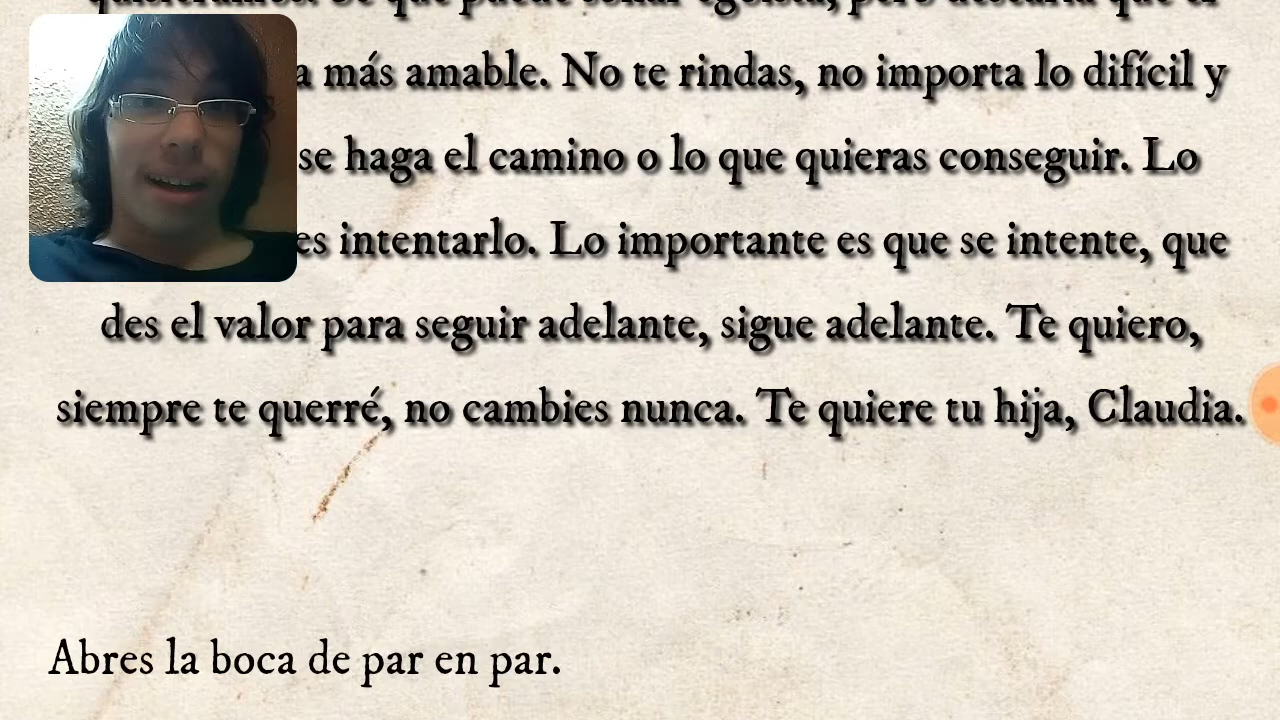 a más amable. No te rindas, no importa lo difícil y
se haga el camino o lo que quieras conseguir. Lo
es intentarlo. Lo importante es que se intente, que
des el valor para seguir adelante, sigue adelante. Te quiero,
siempre te querré, no cambies nunca. Te quiere tu hija, Claudia.
Abres la boca de par en par.